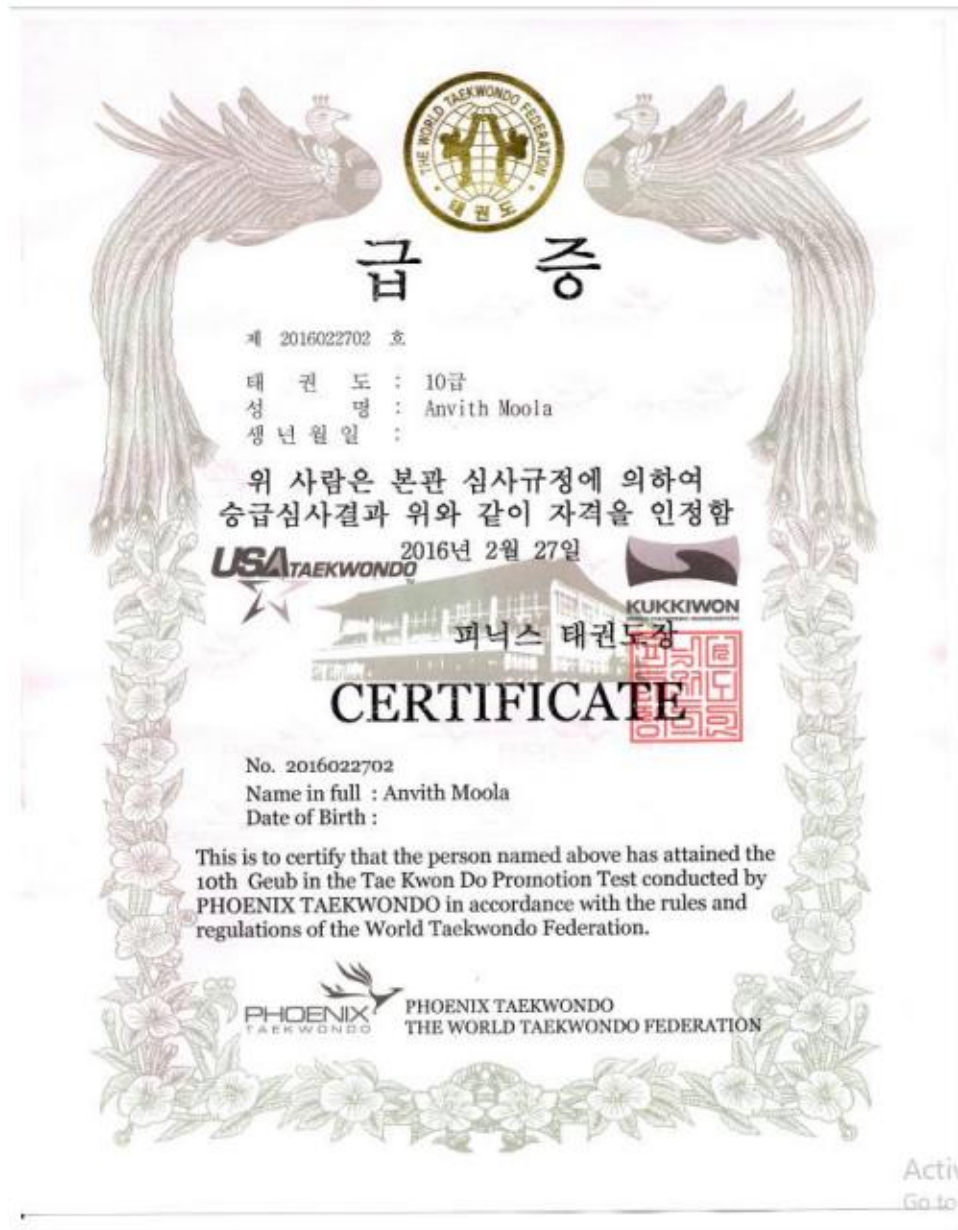 THE WORLD TAEKWONDO FEDERATION
태권도
급 증
제 2016022702 호
태 권 도 : 10급
성 명 : Anvith Moola
생 년 월 일 :
위 사람은 본관 심사규정에 의하여
승급심사결과 위와 같이 자격을 인정함
2016년 2월 27일
USA TAEKWONDO
KUKKIWON
피닉스 태권도장
CERTIFICATE
No. 2016022702
Name in full : Anvith Moola
Date of Birth :
This is to certify that the person named above has attained the
10th Geub in the Tae Kwon Do Promotion Test conducted by
PHOENIX TAEKWONDO in accordance with the rules and
regulations of the World Taekwondo Federation.
PHOENIX
TAEKWONDO
PHOENIX TAEKWONDO
THE WORLD TAEKWONDO FEDERATION
Go to